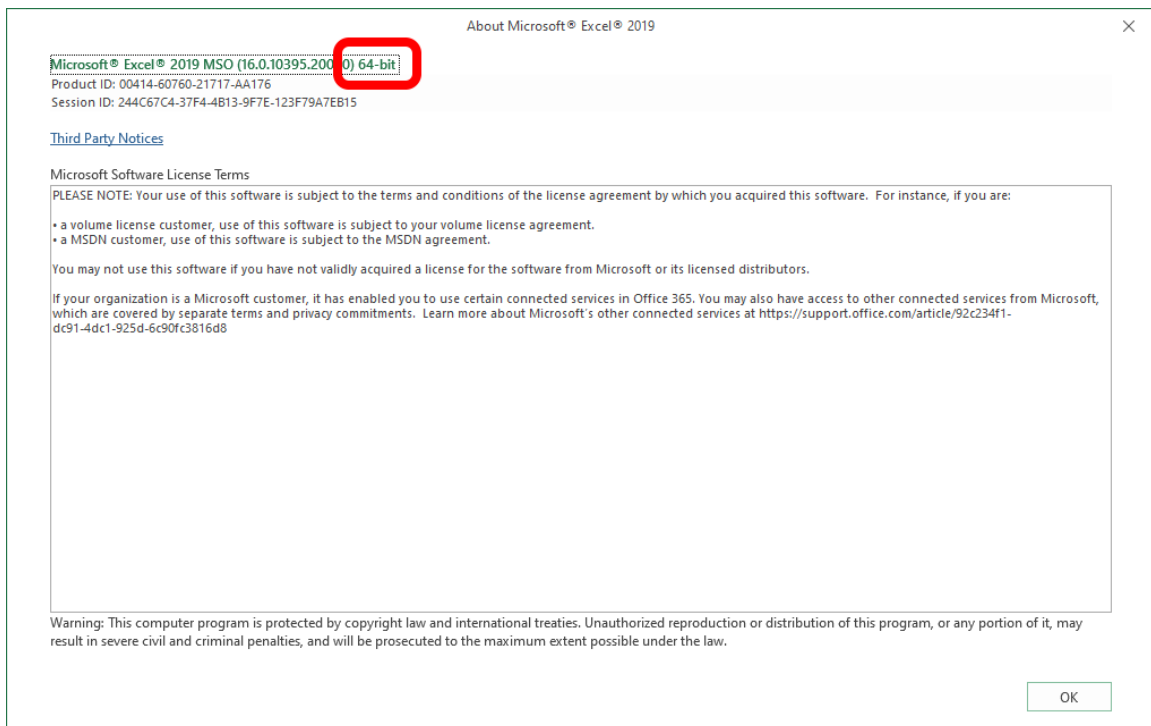 About Microsoft® Excel® 2019
Microsoft® Excel® 2019 MSO (16.0.10395.200 0) 64-bit
Product ID: 00414-60760-21717-AA176
Session ID: 244C67C4-37F4-4B13-9F7E-123F79A7EB15
Third Party Notices
Microsoft Software License Terms
PLEASE NOTE: Your use of this software is subject to the terms and conditions of the license agreement by which you acquired this software.  For instance, if you are:
• a volume license customer, use of this software is subject to your volume license agreement.
• a MSDN customer, use of this software is subject to the MSDN agreement.
You may not use this software if you have not validly acquired a license for the software from Microsoft or its licensed distributors.
If your organization is a Microsoft customer, it has enabled you to use certain connected services in Office 365. You may also have access to other connected services from Microsoft,
which are covered by separate terms and privacy commitments.  Learn more about Microsoft's other connected services at https://support.office.com/article/92c234f1-
dc91-4dc1-925d-6c90fc3816d8
Warning: This computer program is protected by copyright law and international treaties. Unauthorized reproduction or distribution of this program, or any portion of it, may
result in severe civil and criminal penalties, and will be prosecuted to the maximum extent possible under the law.
OK